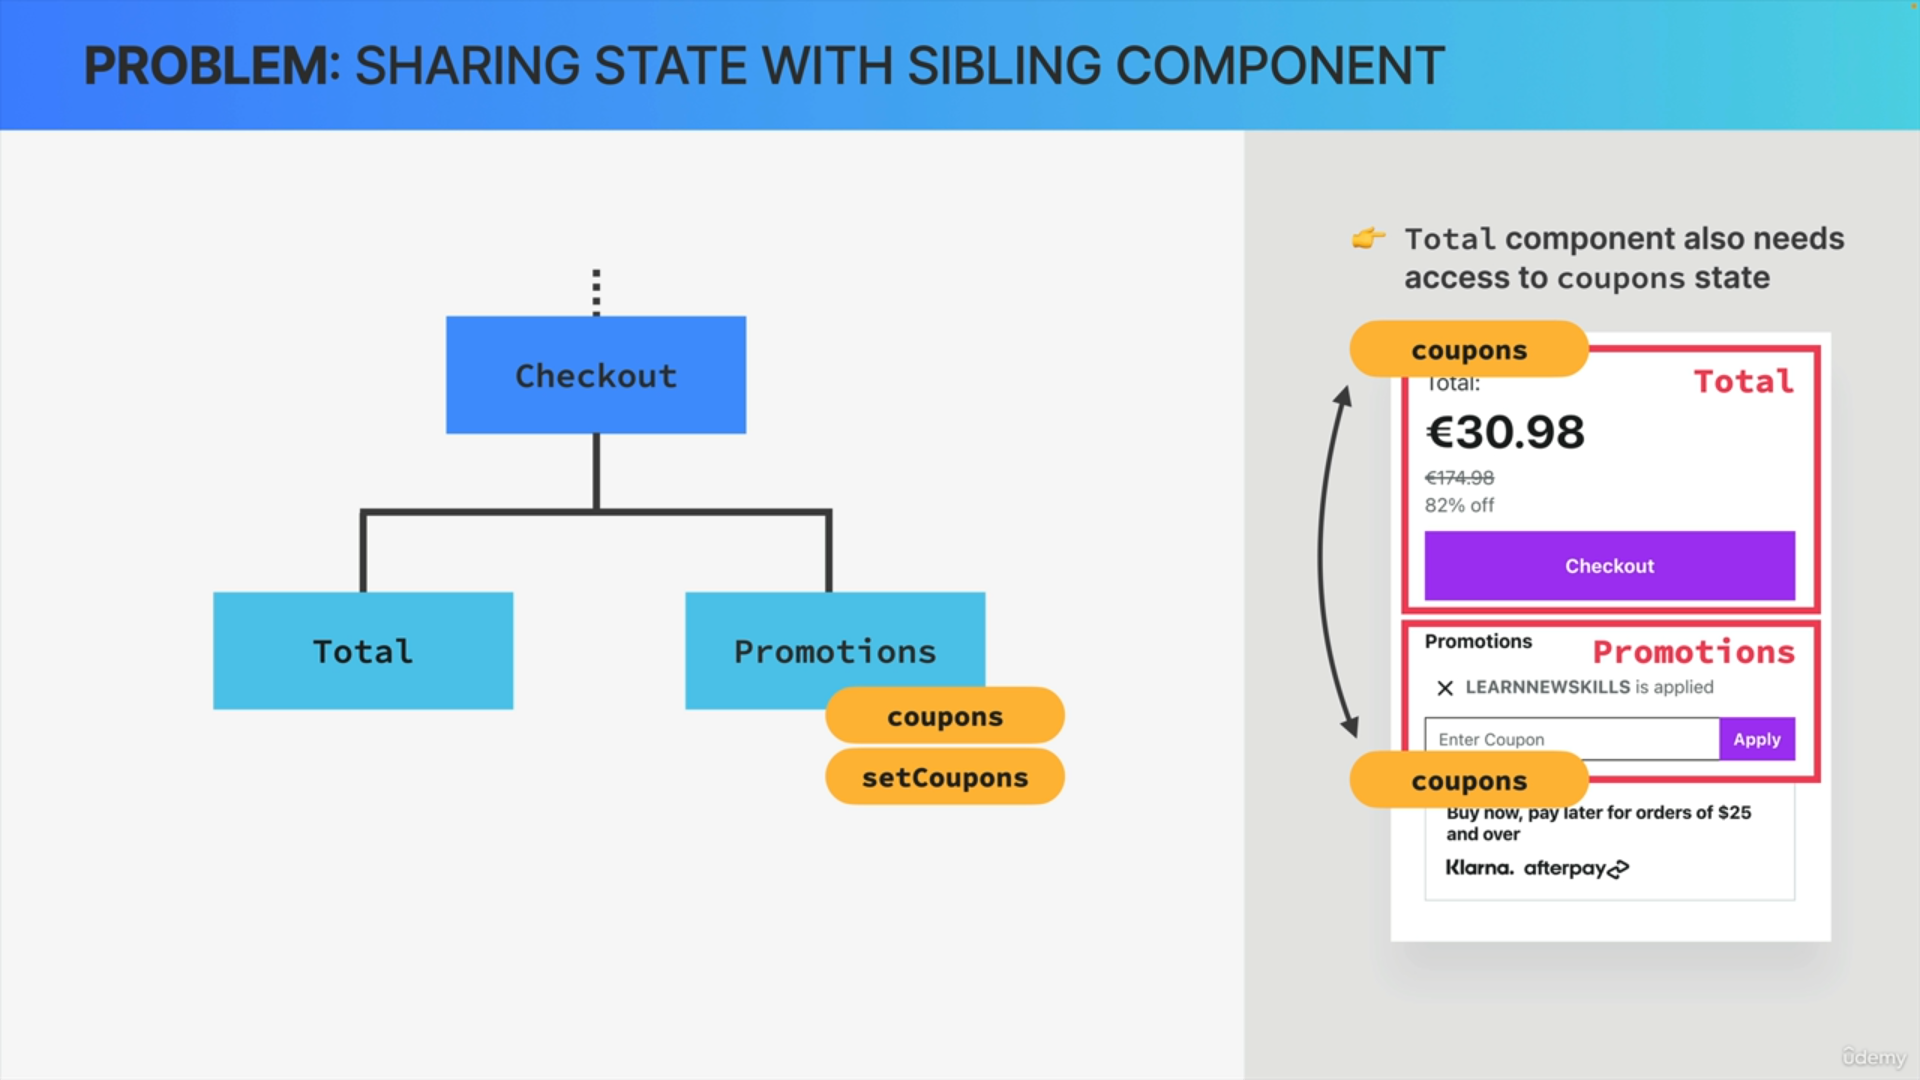 PROBLEM: SHARING STATE WITH SIBLING COMPONENT
Checkout
Total
Promotions
coupons
setCoupons
Total component also needs
access to coupons state
coupons
Total:
Total
€30.98
€174.98
82% off
Checkout
Promotions
Promotions
LEARNNEWSKILLS is applied
Enter Coupon
Apply
coupons
Buy now, pay later for orders of $25
and over
Klarna. afterpay
ûdemy